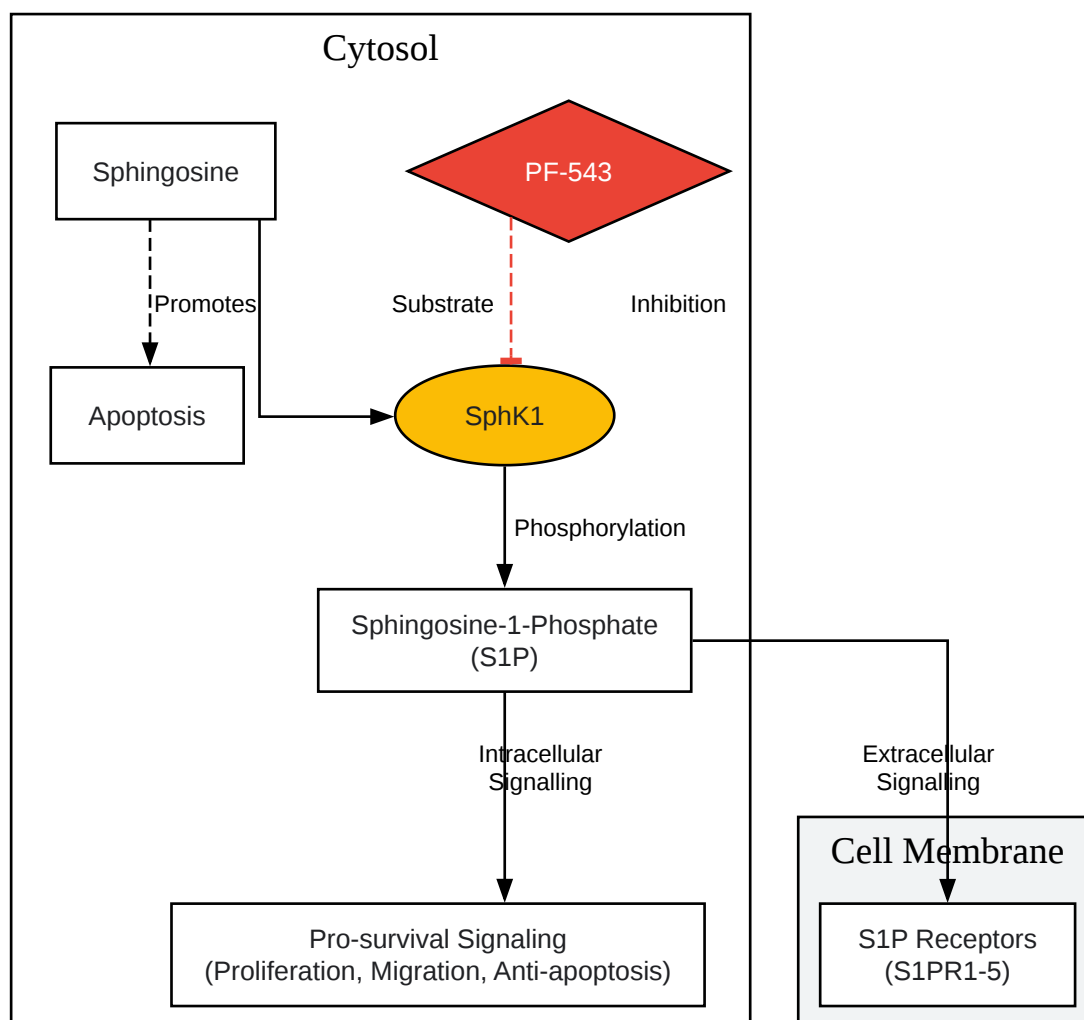 Cytosol
Sphingosine
PF-543
Promotes
Substrate
Inhibition
Apoptosis
SphK1
Phosphorylation
Sphingosine-1-Phosphate
(S1P)
Intracellular
Signalling
Extracellular
Signalling
Cell Membrane
Pro-survival Signaling
(Proliferation, Migration, Anti-apoptosis)
S1P Receptors
(S1PR1-5)